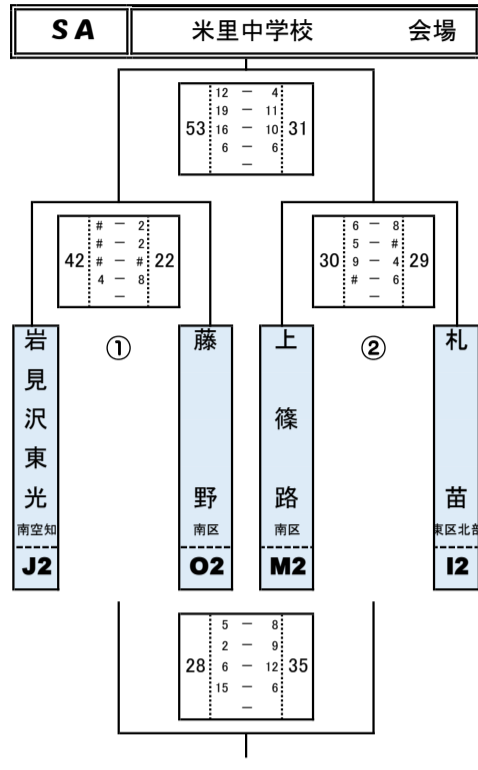 SA 米里中学校 会場
12 — 4
19 — 11
53 16 — 10 31
6 — 6
—
# — 2
# — 2
42 # — # 22
4 — 8
—
6 — 8
5 — #
30 9 — 4 29
# — 6
—
① ②
岩見沢東光
南空知
J2
藤野
南区
O2
上篠路
南区
M2
札苗
東区北部
I2
5 — 8
2 — 9
28 6 — 12 35
15 — 6
—